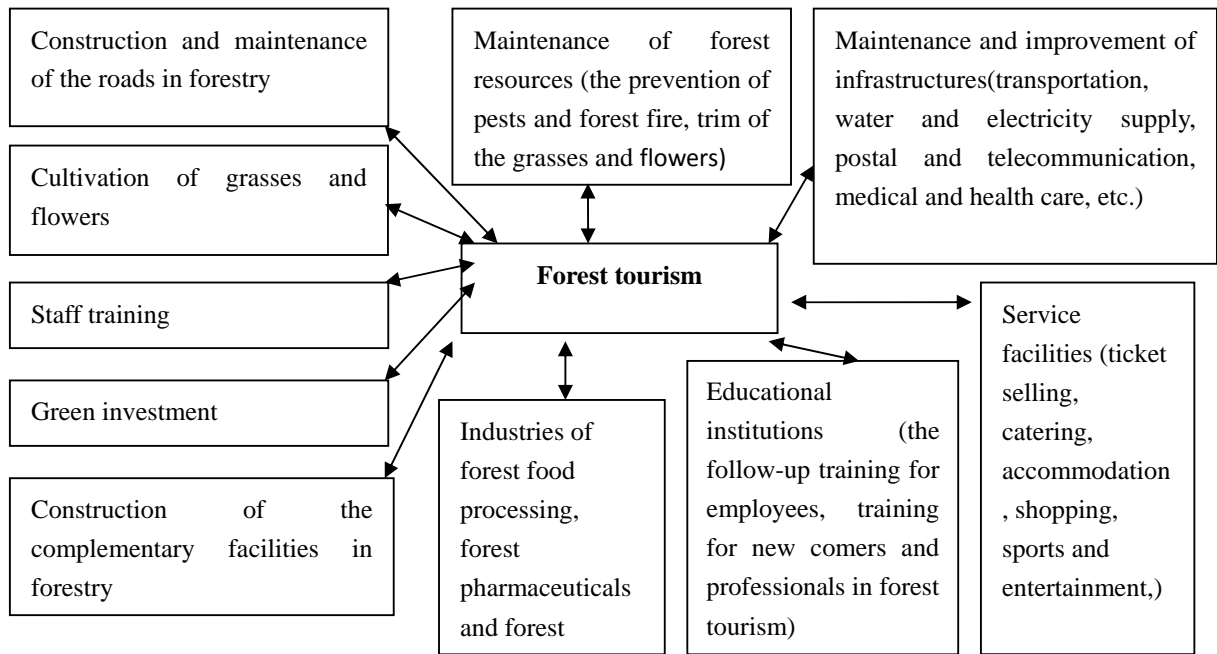 Construction and maintenance
of the roads in forestry
Maintenance of forest
resources (the prevention of
pests and forest fire, trim of
the grasses and flowers)
Maintenance and improvement of
infrastructures(transportation,
water and electricity supply,
postal and telecommunication,
medical and health care, etc.)
Cultivation of grasses and
flowers
Forest tourism
Staff training
Green investment
Construction of the
complementary facilities in
forestry
Industries of
forest food
processing,
forest
pharmaceuticals
and forest
Educational
institutions (the
follow-up training for
employees, training
for new comers and
professionals in forest
tourism)
Service
facilities (ticket
selling,
catering,
accommodation
, shopping,
sports and
entertainment,)